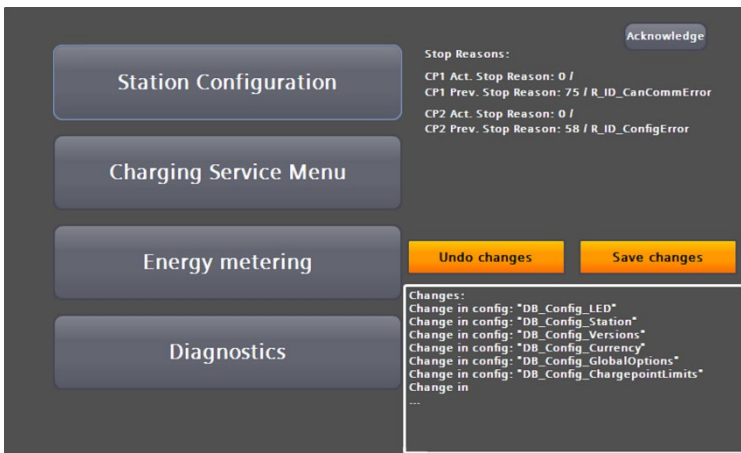 Station Configuration
Charging Service Menu
Energy metering
Diagnostics
Acknowledge
Stop Reasons:
CP1 Act. Stop Reason: 0 /
CP1 Prev. Stop Reason: 75 / R_ID_CanCommError
CP2 Act. Stop Reason: 0 /
CP2 Prev. Stop Reason: 58 / R_ID_ConfigError
Undo changes
Save changes
Changes:
Change in config: "DB_Config_LED"
Change in config: "DB_Config_Station"
Change in config: "DB_Config_Versions"
Change in config: "DB_Config_Currency"
Change in config: "DB_Config_GlobalOptions"
Change in config: "DB_Config_ChargepointLimits"
Change in
...